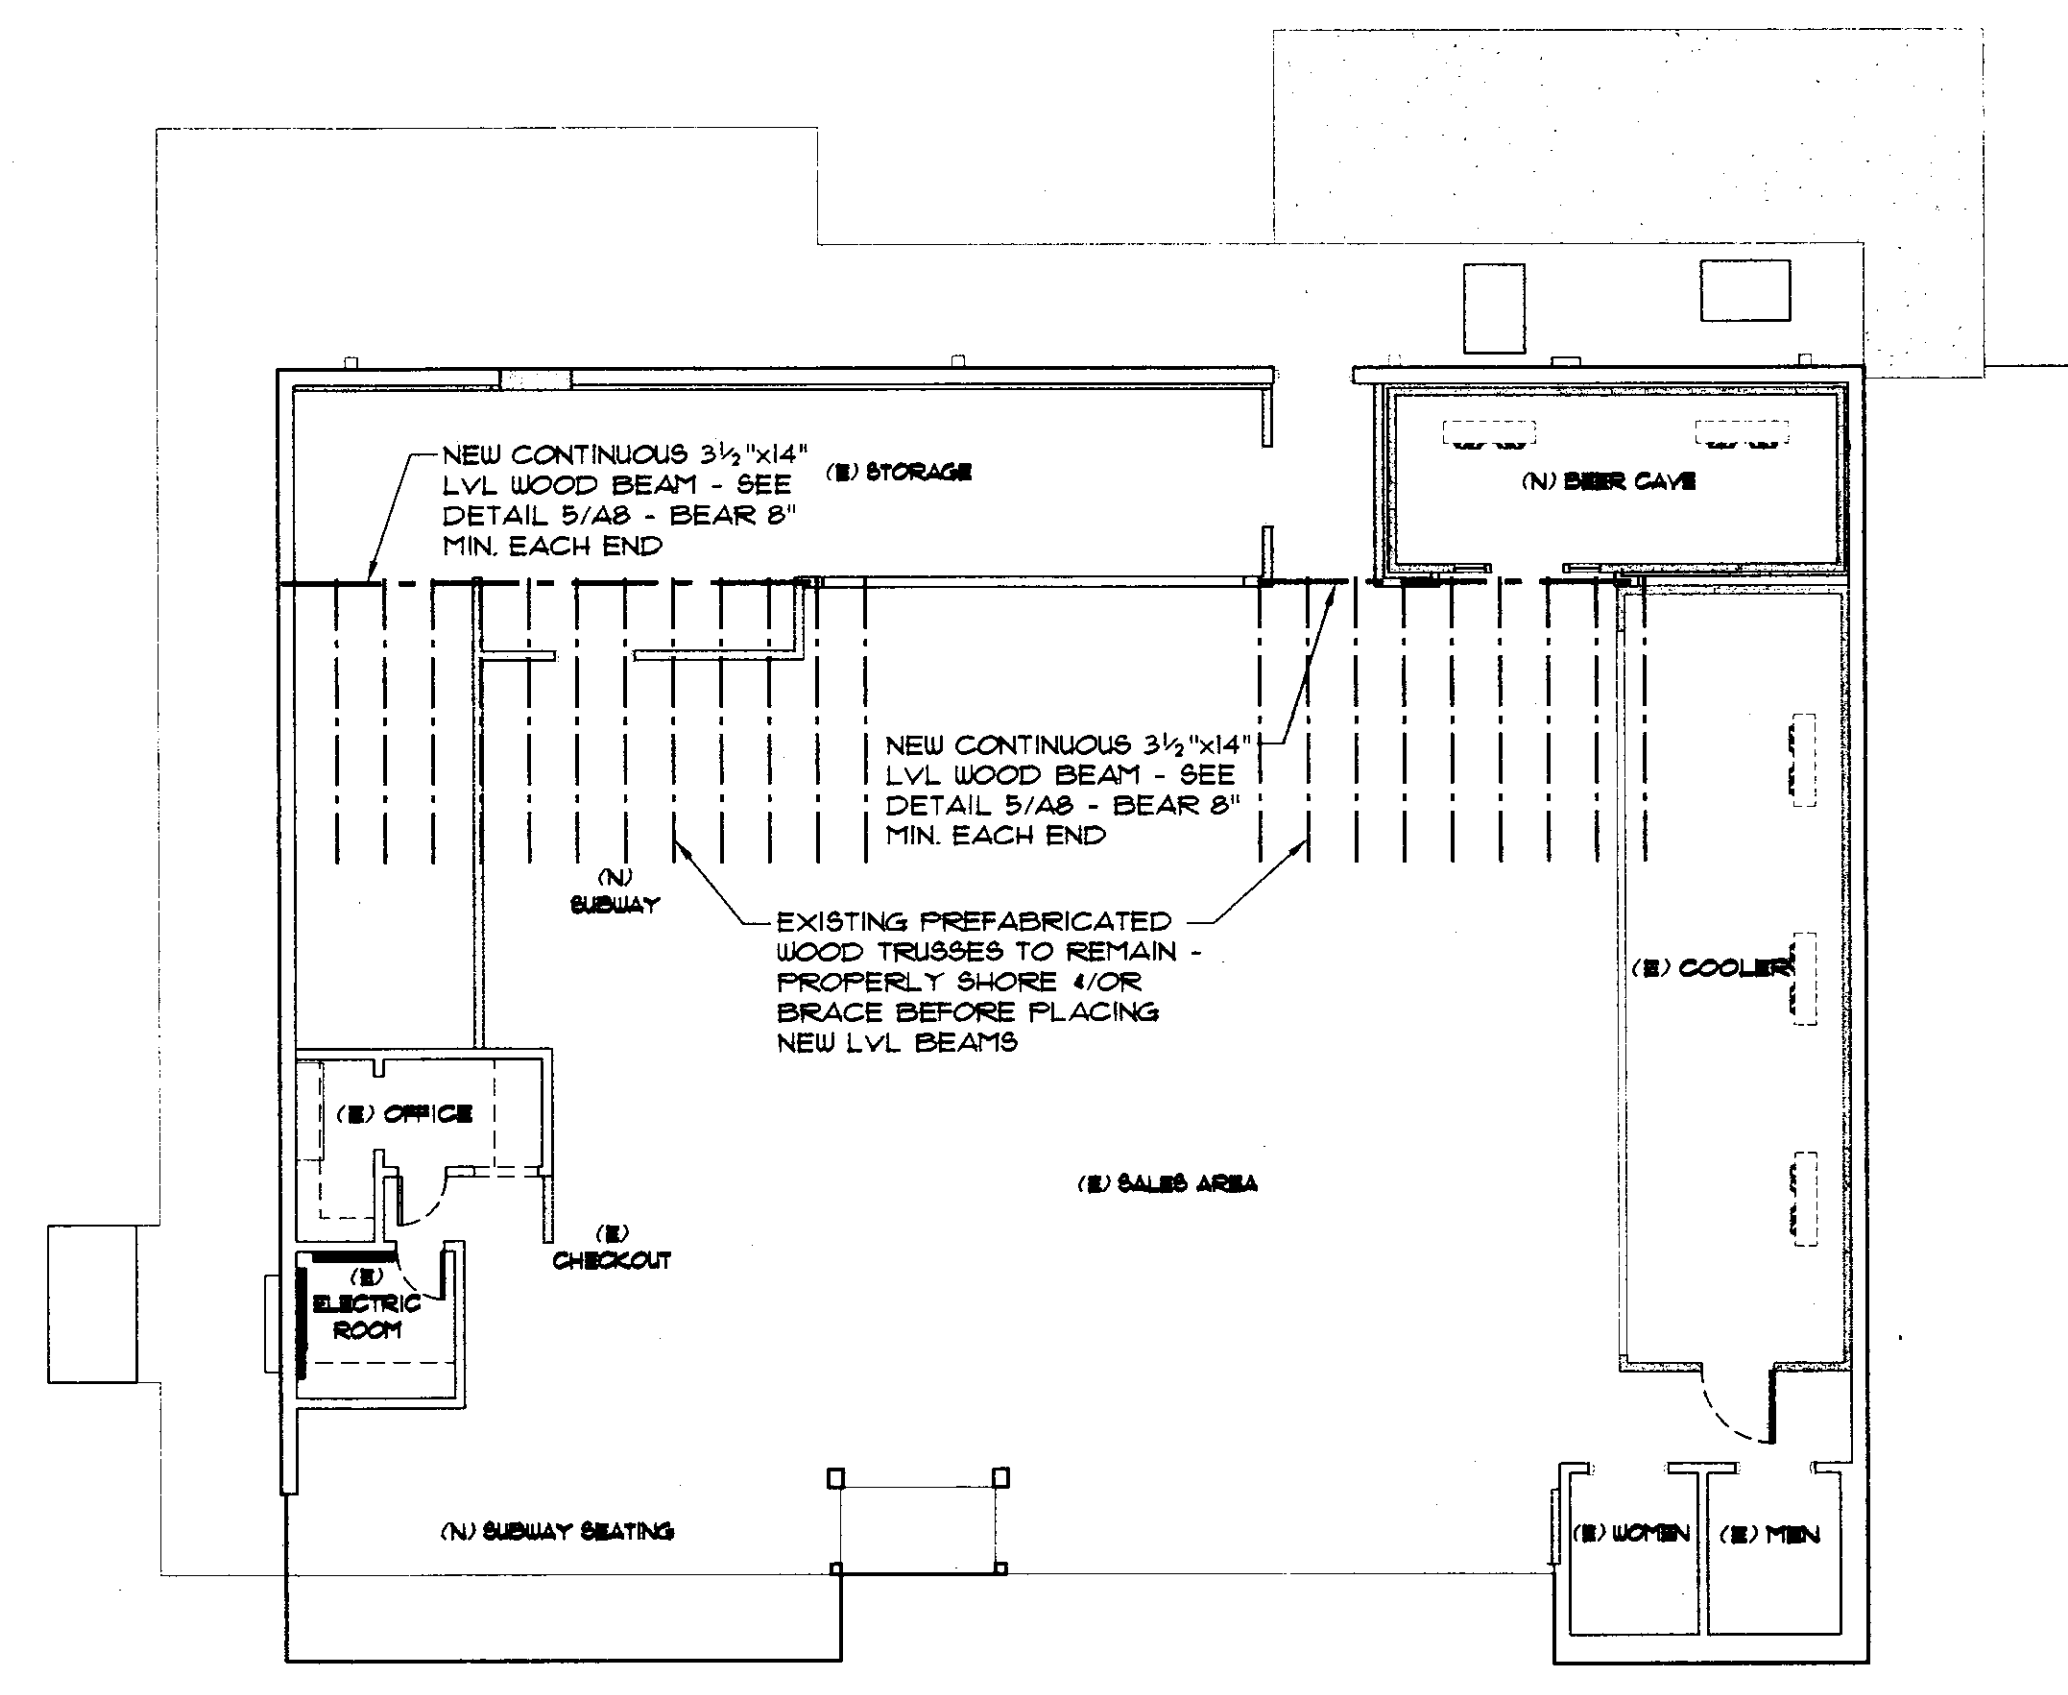 NEW CONTINUOUS 3½"x14"
LVL WOOD BEAM - SEE
DETAIL 5/A8 - BEAR 8"
MIN. EACH END
(E) STORAGE
(N) BEER CAVE
NEW CONTINUOUS 3½"x14"
LVL WOOD BEAM - SEE
DETAIL 5/A8 - BEAR 8"
MIN. EACH END
(N)
SUBWAY
EXISTING PREFABRICATED
WOOD TRUSSES TO REMAIN -
PROPERLY SHORE &/OR
BRACE BEFORE PLACING
NEW LVL BEAMS
(E) COOLER
(E) OFFICE
(E) SALES AREA
(E)
CHECKOUT
(E)
ELECTRIC
ROOM
(N) SUBWAY SEATING
(E) WOMEN
(E) MEN